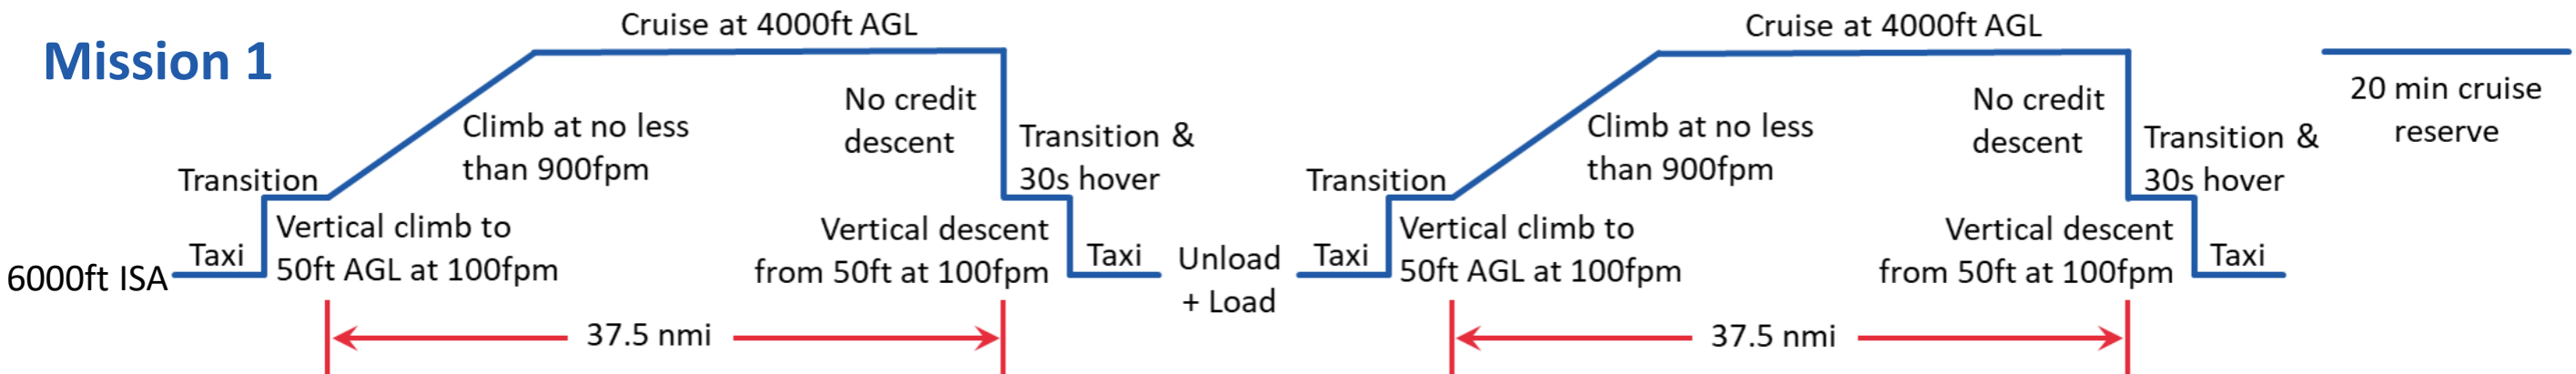 Mission 1
Cruise at 4000ft AGL
Climb at no less
than 900fpm
No credit
descent
Transition &
30s hover
Transition
Vertical climb to
50ft AGL at 100fpm
Vertical descent
from 50ft at 100fpm
6000ft ISA
Taxi
Taxi
37.5 nmi
Unload
+ Load
Cruise at 4000ft AGL
Climb at no less
than 900fpm
No credit
descent
Transition &
30s hover
Transition
Vertical climb to
50ft AGL at 100fpm
Vertical descent
from 50ft at 100fpm
Taxi
Taxi
37.5 nmi
20 min cruise
reserve